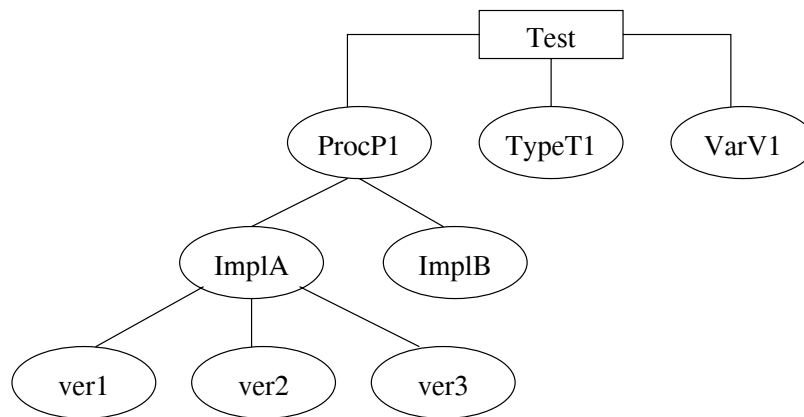 Test
ProcP1
TypeT1
VarV1
ImplA
ImplB
ver1
ver2
ver3